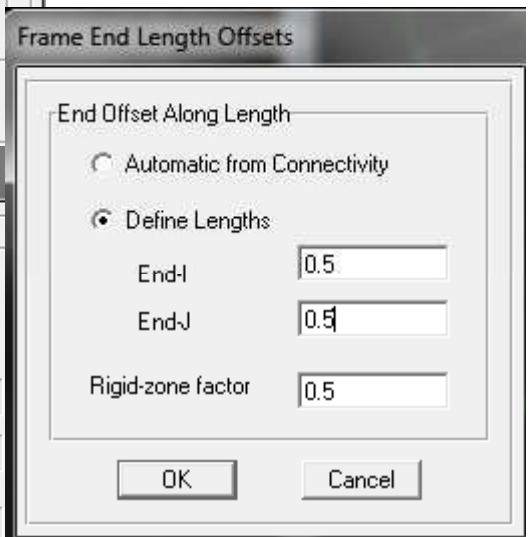 Frame End Length Offsets
End Offset Along Length
Automatic from Connectivity
Define Lengths
End-I 0.5
End-J 0.5
Rigid-zone factor 0.5
OK Cancel